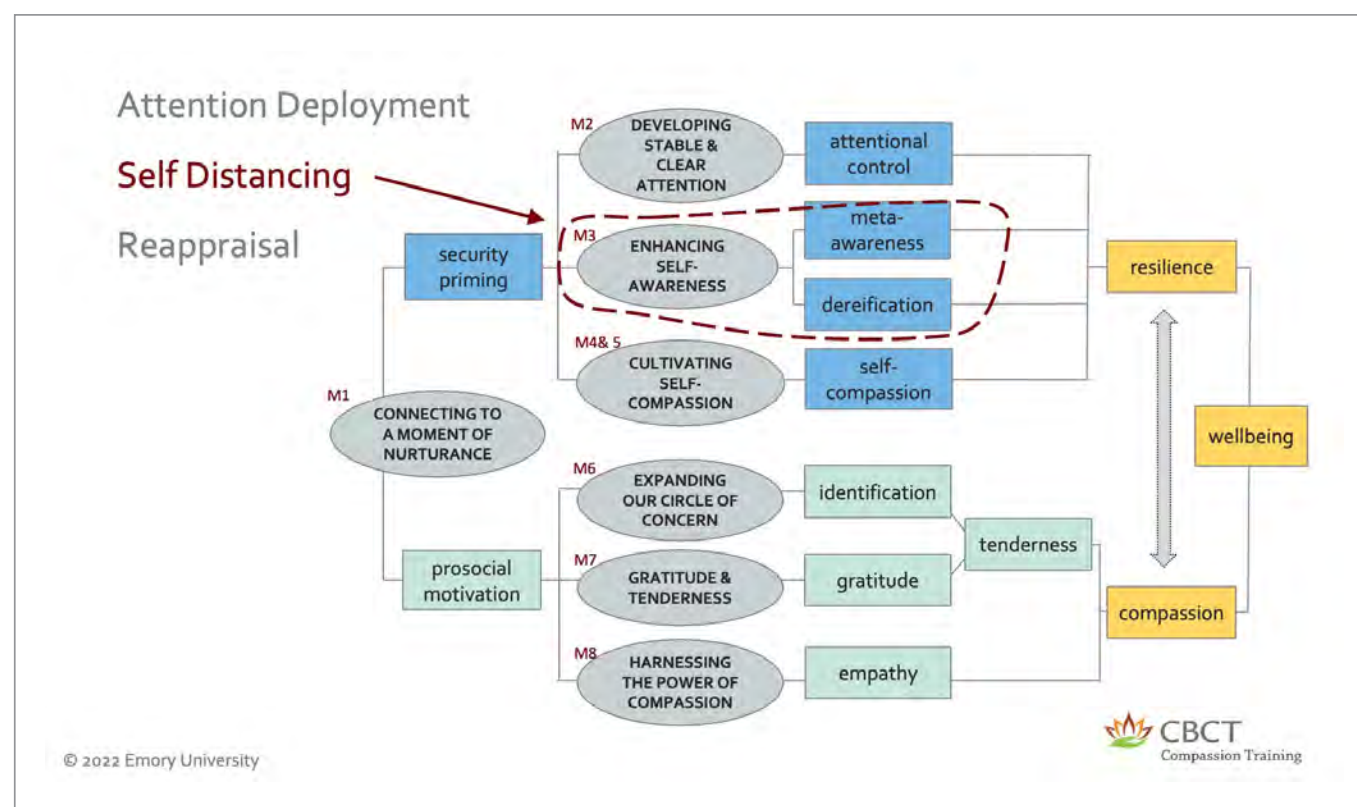 Attention Deployment
Self Distancing
Reappraisal
M2
DEVELOPING
STABLE &
CLEAR
ATTENTION
attentional
control
M3
ENHANCING
SELF-
AWARENESS
meta-
awareness
dereification
security
priming
M4& 5
CULTIVATING
SELF-
COMPASSION
self-
compassion
resilience
M1
CONNECTING TO
A MOMENT OF
NURTURANCE
wellbeing
M6
EXPANDING
OUR CIRCLE OF
CONCERN
identification
prosocial
motivation
M7
GRATITUDE &
TENDERNESS
gratitude
tenderness
compassion
M8
HARNESSING
THE POWER OF
COMPASSION
empathy
© 2022 Emory University
CBCT
Compassion Training